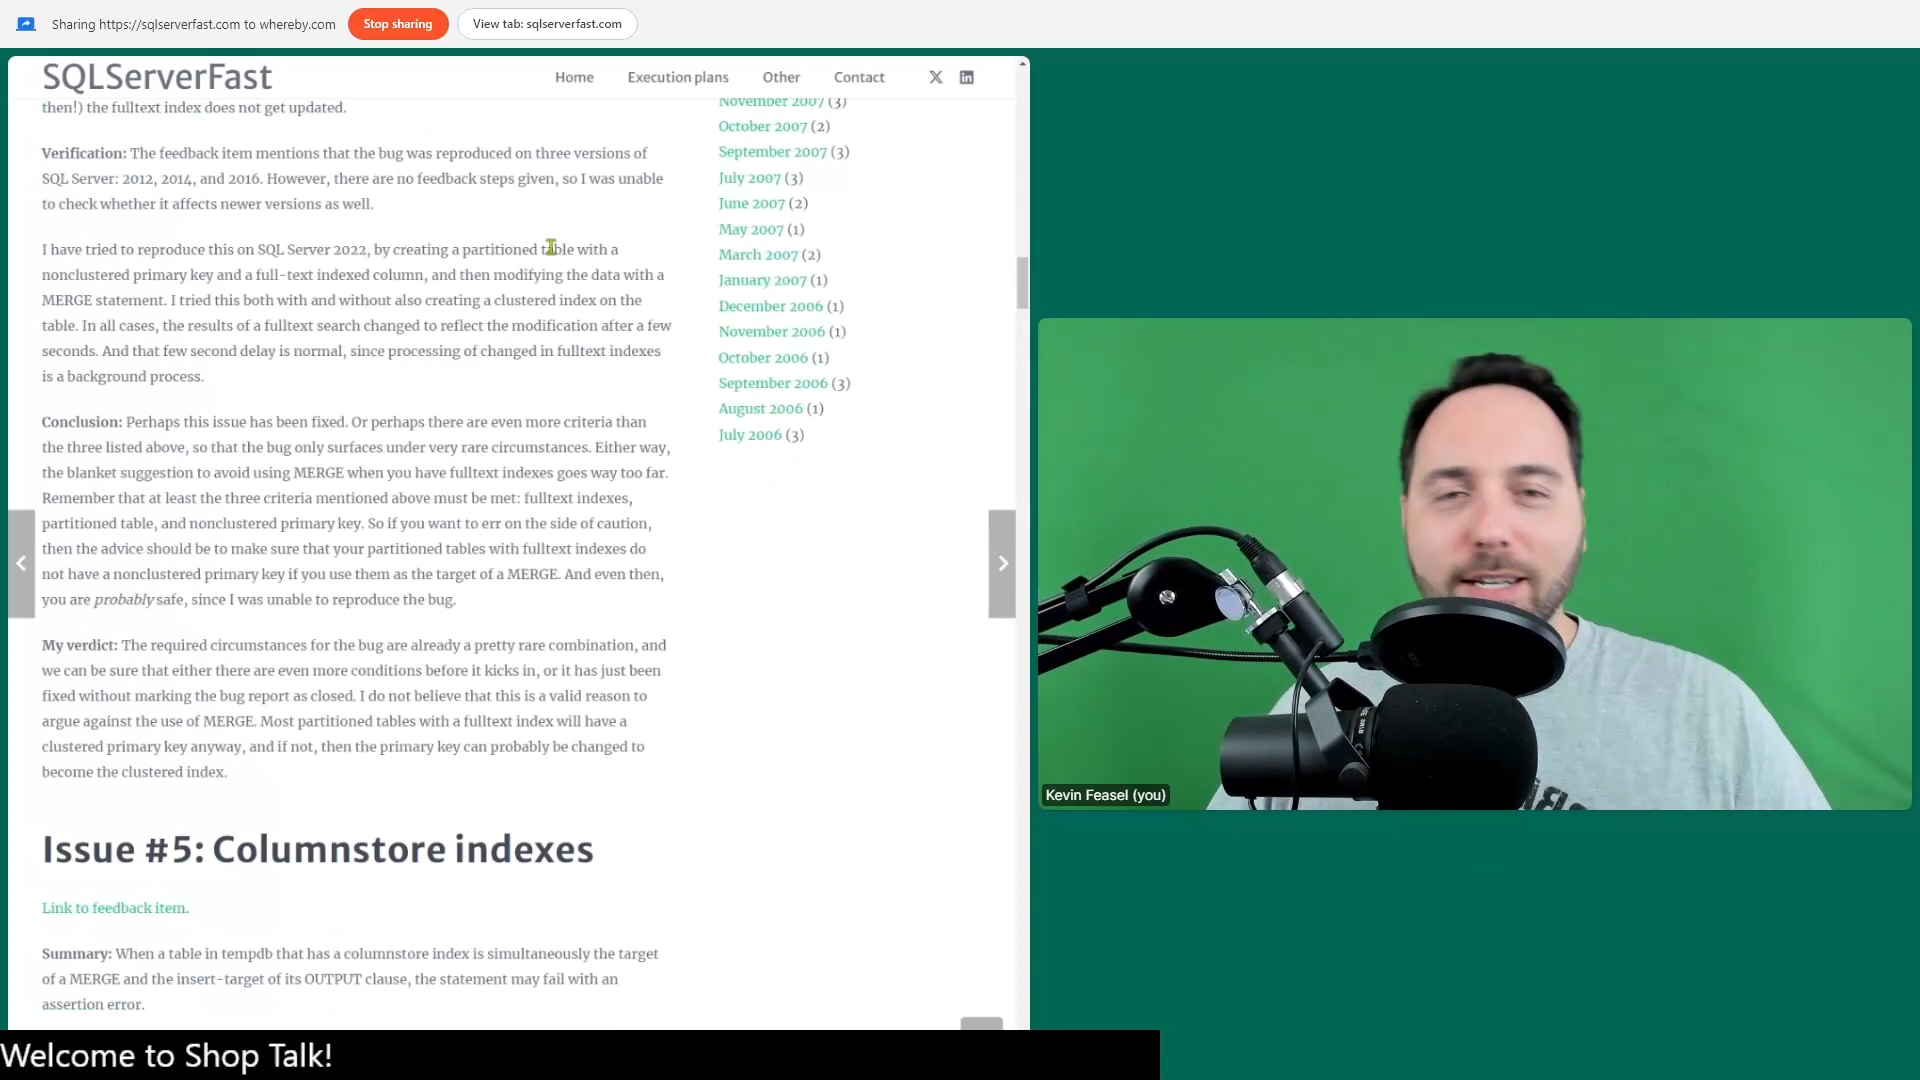 Sharing https://sqlserverfast.com to whereby.com
Stop sharing
View tab: sqlserverfast.com
SQLServerFast
Home
Execution plans
Other
Contact
then!) the fulltext index does not get updated.
Verification: The feedback item mentions that the bug was reproduced on three versions of
SQL Server: 2012, 2014, and 2016. However, there are no feedback steps given, so I was unable
to check whether it affects newer versions as well.
I have tried to reproduce this on SQL Server 2022, by creating a partitioned table with a
nonclustered primary key and a full-text indexed column, and then modifying the data with a
MERGE statement. I tried this both with and without also creating a clustered index on the
table. In all cases, the results of a fulltext search changed to reflect the modification after a few
seconds. And that few second delay is normal, since processing of changed in fulltext indexes
is a background process.
Conclusion: Perhaps this issue has been fixed. Or perhaps there are even more criteria than
the three listed above, so that the bug only surfaces under very rare circumstances. Either way,
the blanket suggestion to avoid using MERGE when you have fulltext indexes goes way too far.
Remember that at least the three criteria mentioned above must be met: fulltext indexes,
partitioned table, and nonclustered primary key. So if you want to err on the side of caution,
then the advice should be to make sure that your partitioned tables with fulltext indexes do
not have a nonclustered primary key if you use them as the target of a MERGE. And even then,
you are probably safe, since I was unable to reproduce the bug.
My verdict: The required circumstances for the bug are already a pretty rare combination, and
we can be sure that either there are even more conditions before it kicks in, or it has just been
fixed without marking the bug report as closed. I do not believe that this is a valid reason to
argue against the use of MERGE. Most partitioned tables with a fulltext index will have a
clustered primary key anyway, and if not, then the primary key can probably be changed to
become the clustered index.
Issue #5: Columnstore indexes
Link to feedback item.
Summary: When a table in tempdb that has a columnstore index is simultaneously the target
of a MERGE and the insert-target of its OUTPUT clause, the statement may fail with an
assertion error.
November 2007 (3)
October 2007 (2)
September 2007 (3)
July 2007 (3)
June 2007 (2)
May 2007 (1)
March 2007 (2)
January 2007 (1)
December 2006 (1)
November 2006 (1)
October 2006 (1)
September 2006 (3)
August 2006 (1)
July 2006 (3)
Kevin Feasel (you)
Welcome to Shop Talk!